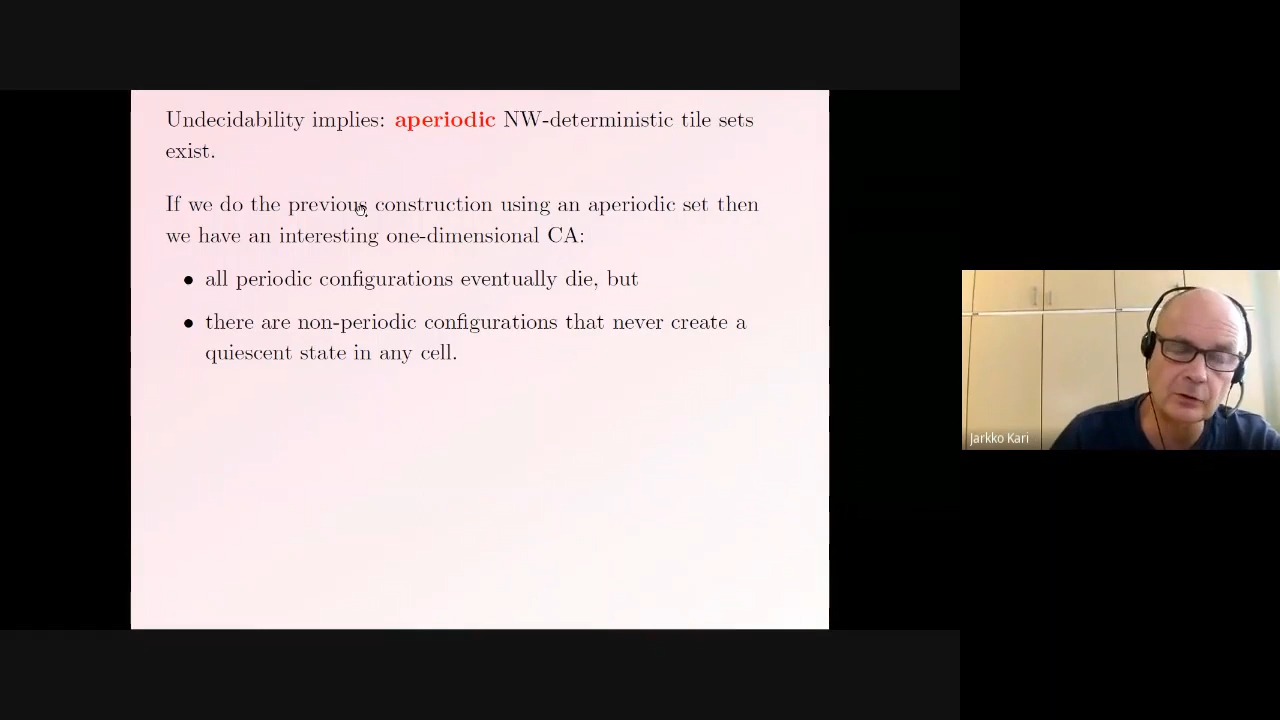 Undecidability implies: aperiodic NW-deterministic tile sets
exist.
If we do the previous construction using an aperiodic set then
we have an interesting one-dimensional CA:
• all periodic configurations eventually die, but
• there are non-periodic configurations that never create a
quiescent state in any cell.
Jarkko Kari